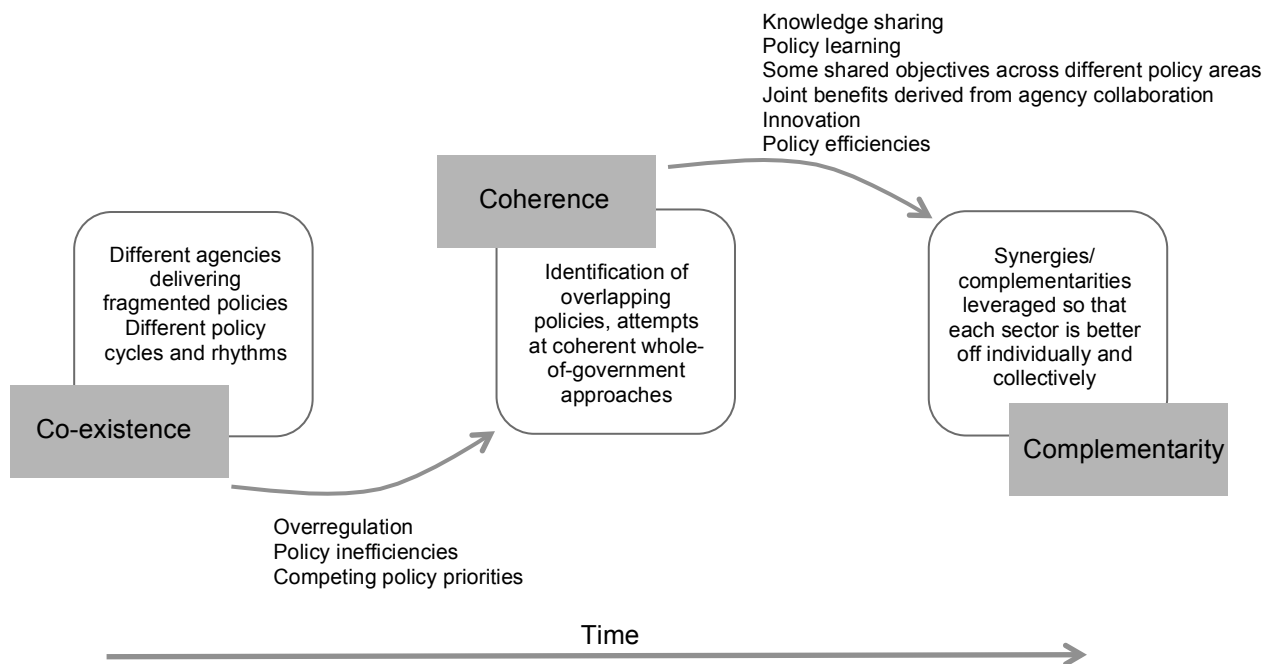 Knowledge sharing
Policy learning
Some shared objectives across different policy areas
Joint benefits derived from agency collaboration
Innovation
Policy efficiencies
Coherence
Different agencies
delivering
fragmented policies
Different policy
cycles and rhythms
Co-existence
Identification of
overlapping
policies, attempts
at coherent whole-
of-government
approaches
Synergies/
complementarities
leveraged so that
each sector is better
off individually and
collectively
Complementarity
Overregulation
Policy inefficiencies
Competing policy priorities
Time